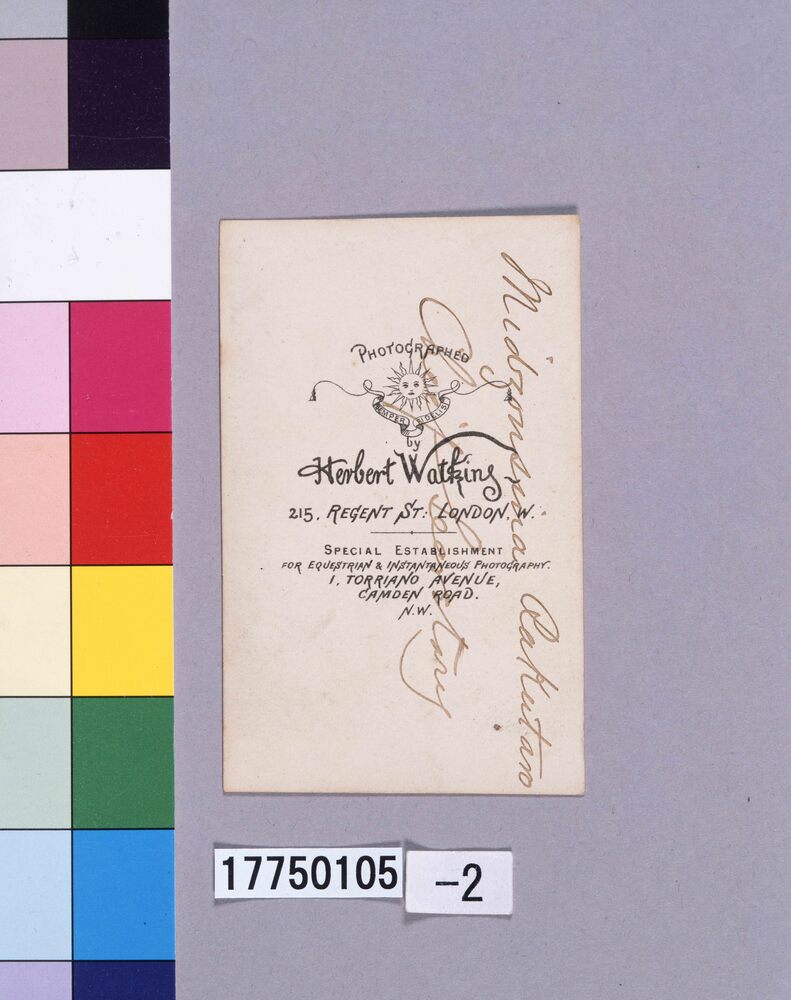 PHOTOGRAPHED
SEMPER FIDELIS
by
Herbert Watkins,
215, REGENT ST: LONDON, W.
SPECIAL ESTABLISHMENT
FOR EQUESTRIAN & INSTANTANEOUS PHOTOGRAPHY.
1, TORRIANO AVENUE,
CAMDEN ROAD.
N.W.
Rakutaro
17750105 -2